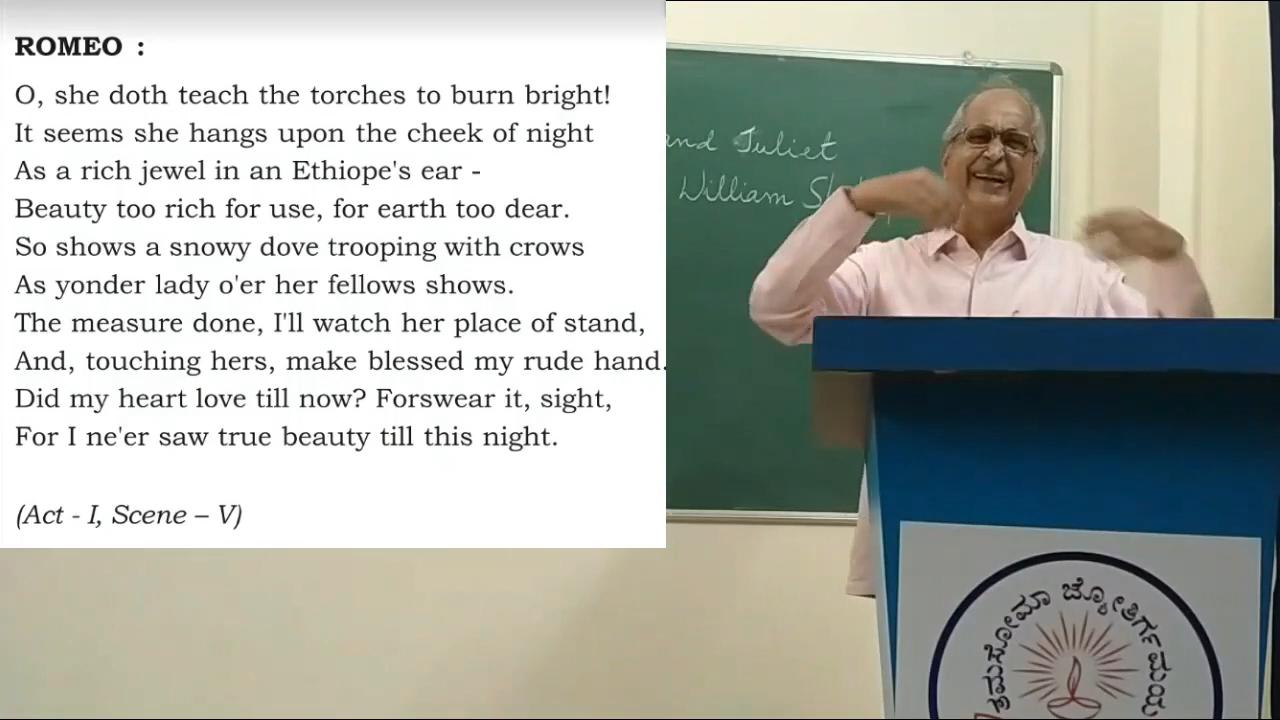 ROMEO :
O, she doth teach the torches to burn bright!
It seems she hangs upon the cheek of night
As a rich jewel in an Ethiope's ear -
Beauty too rich for use, for earth too dear.
So shows a snowy dove trooping with crows
As yonder lady o'er her fellows shows.
The measure done, I'll watch her place of stand,
And, touching hers, make blessed my rude hand.
Did my heart love till now? Forswear it, sight,
For I ne'er saw true beauty till this night.
(Act - I, Scene – V)
and Juliet
William
ತಮಸೋಮಾ ಜ್ಯೋತಿರ್ಗಮಯ